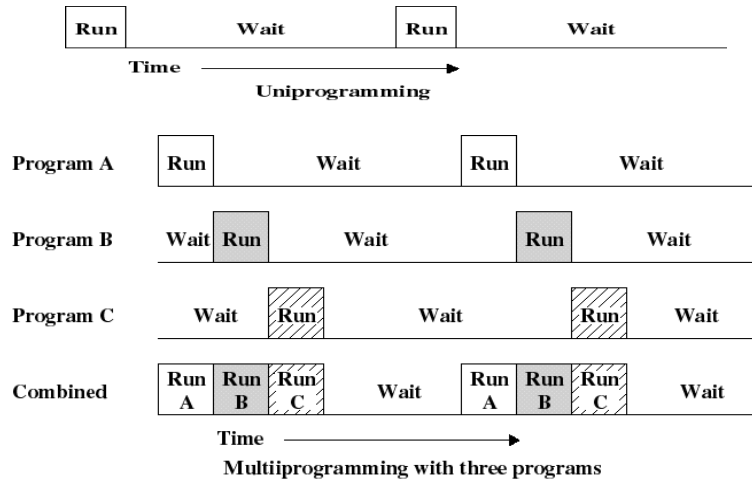 Run Wait Run Wait
Time
Uniprogramming
Program A Run Wait Run Wait
Program B Wait Run Wait Run Wait
Program C Wait Run Wait Run Wait
Combined Run A Run B Run C Wait Run A Run B Run C Wait
Time
Multiiprogramming with three programs